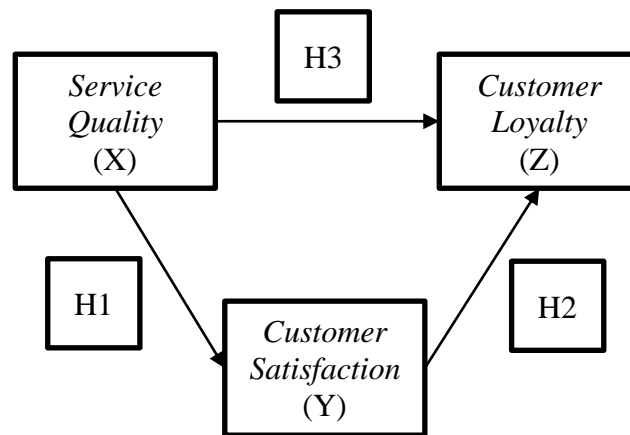 H3
Service
Quality
(X)
Customer
Loyalty
(Z)
H1
H2
Customer
Satisfaction
(Y)